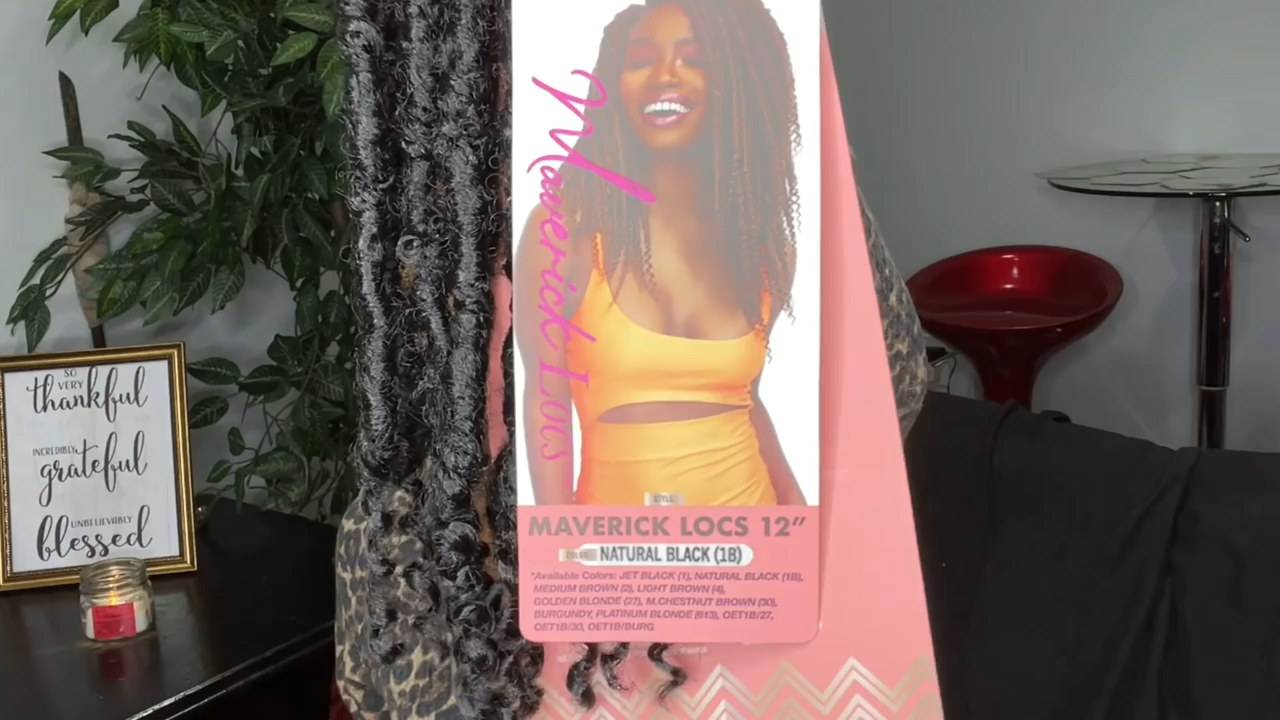 SO
VERY
thankful
INCREDIBLY
grateful
UNBELIEVABLY
blessed
Maverick Locs
STYLE:
MAVERICK LOCS 12"
COLOR: NATURAL BLACK (1B)
*Available Colors: JET BLACK (1), NATURAL BLACK (1B),
MEDIUM BROWN (2), LIGHT BROWN (4),
GOLDEN BLONDE (27), M.CHESTNUT BROWN (30),
BURGUNDY, PLATINUM BLONDE (613), OET1B/27,
OET1B/30, OET1B/BURG